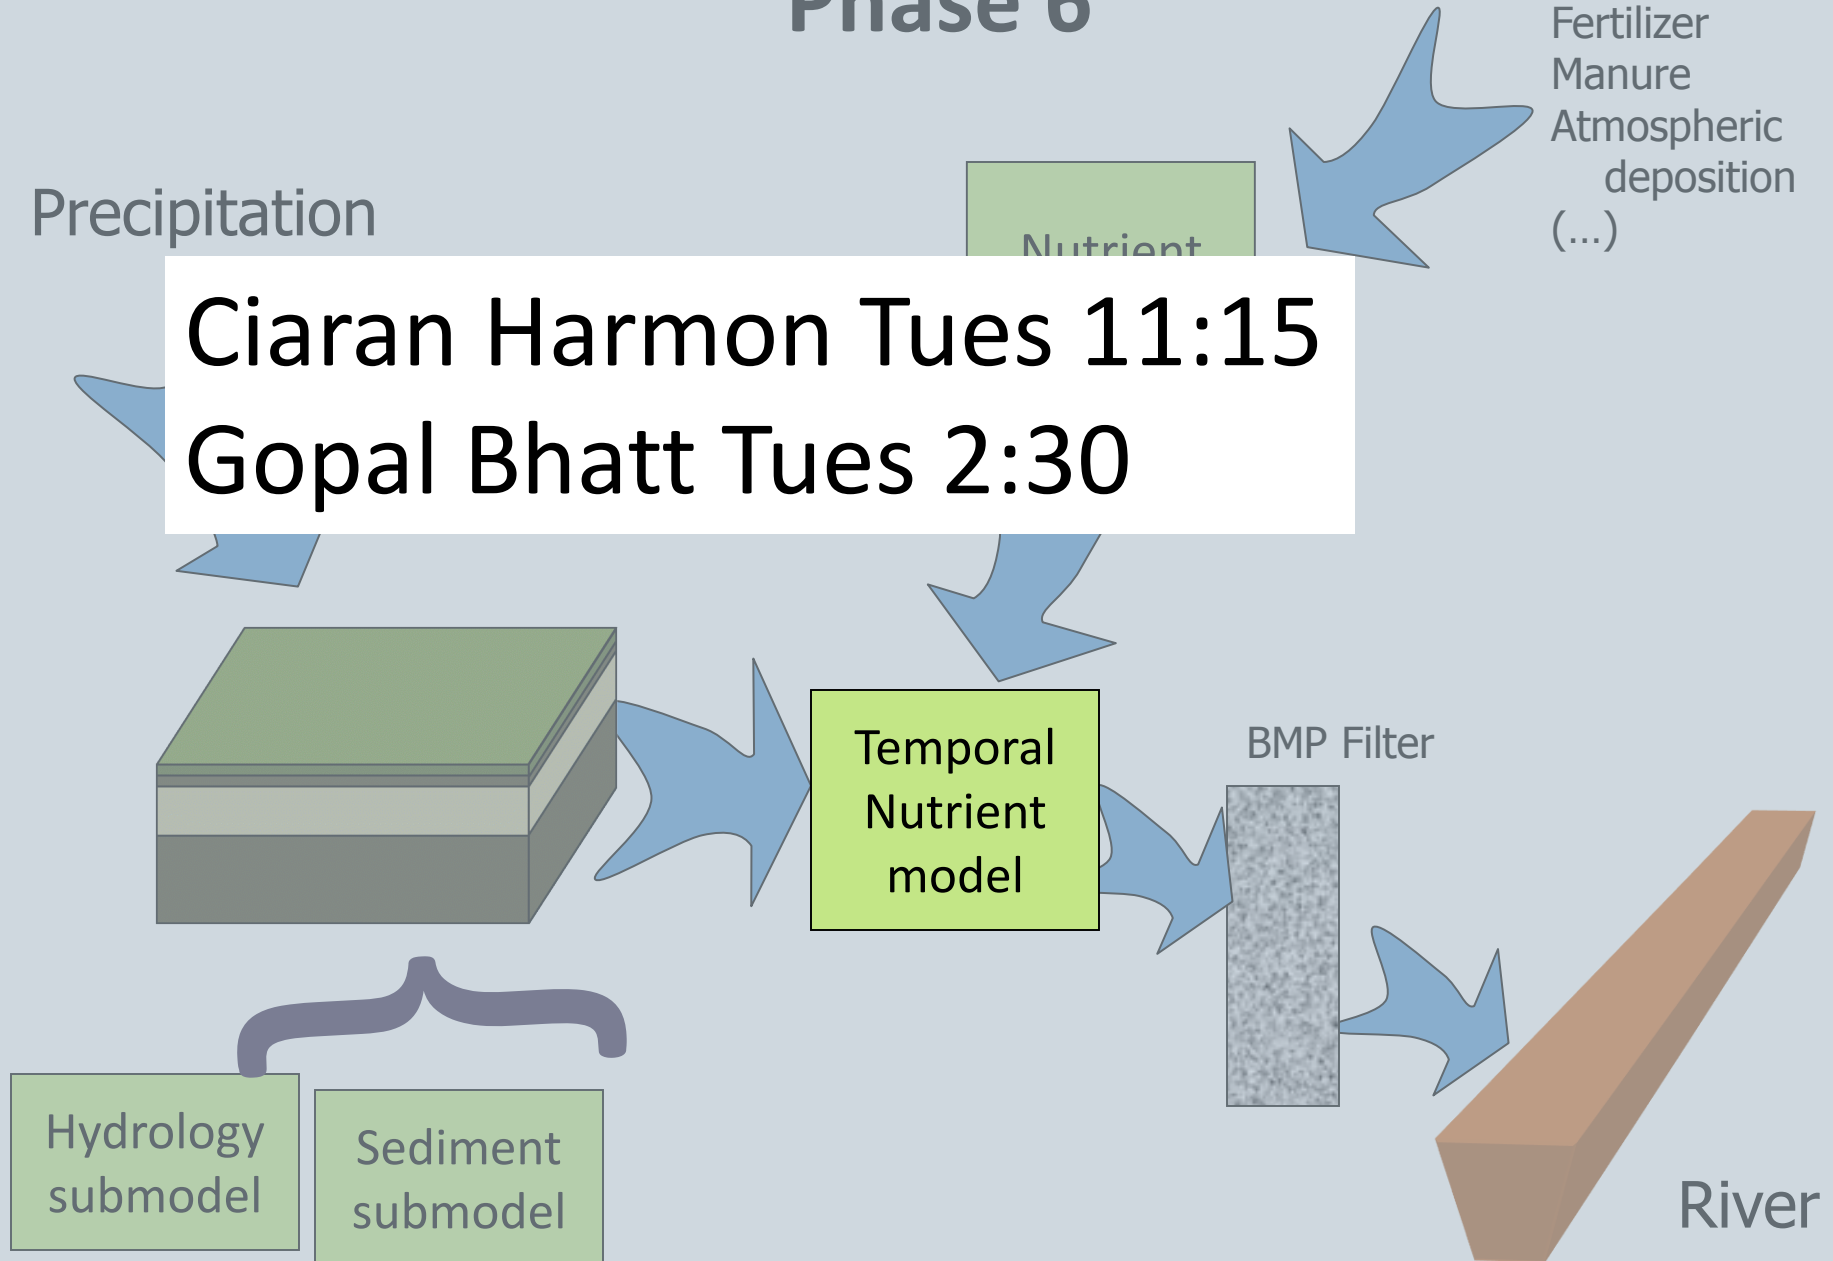 Phase 6
Fertilizer
Manure
Atmospheric
deposition
(...)
Precipitation
Nutrient
Ciaran Harmon Tues 11:15
Gopal Bhatt Tues 2:30
Temporal
Nutrient
model
BMP Filter
Hydrology
submodel
Sediment
submodel
River